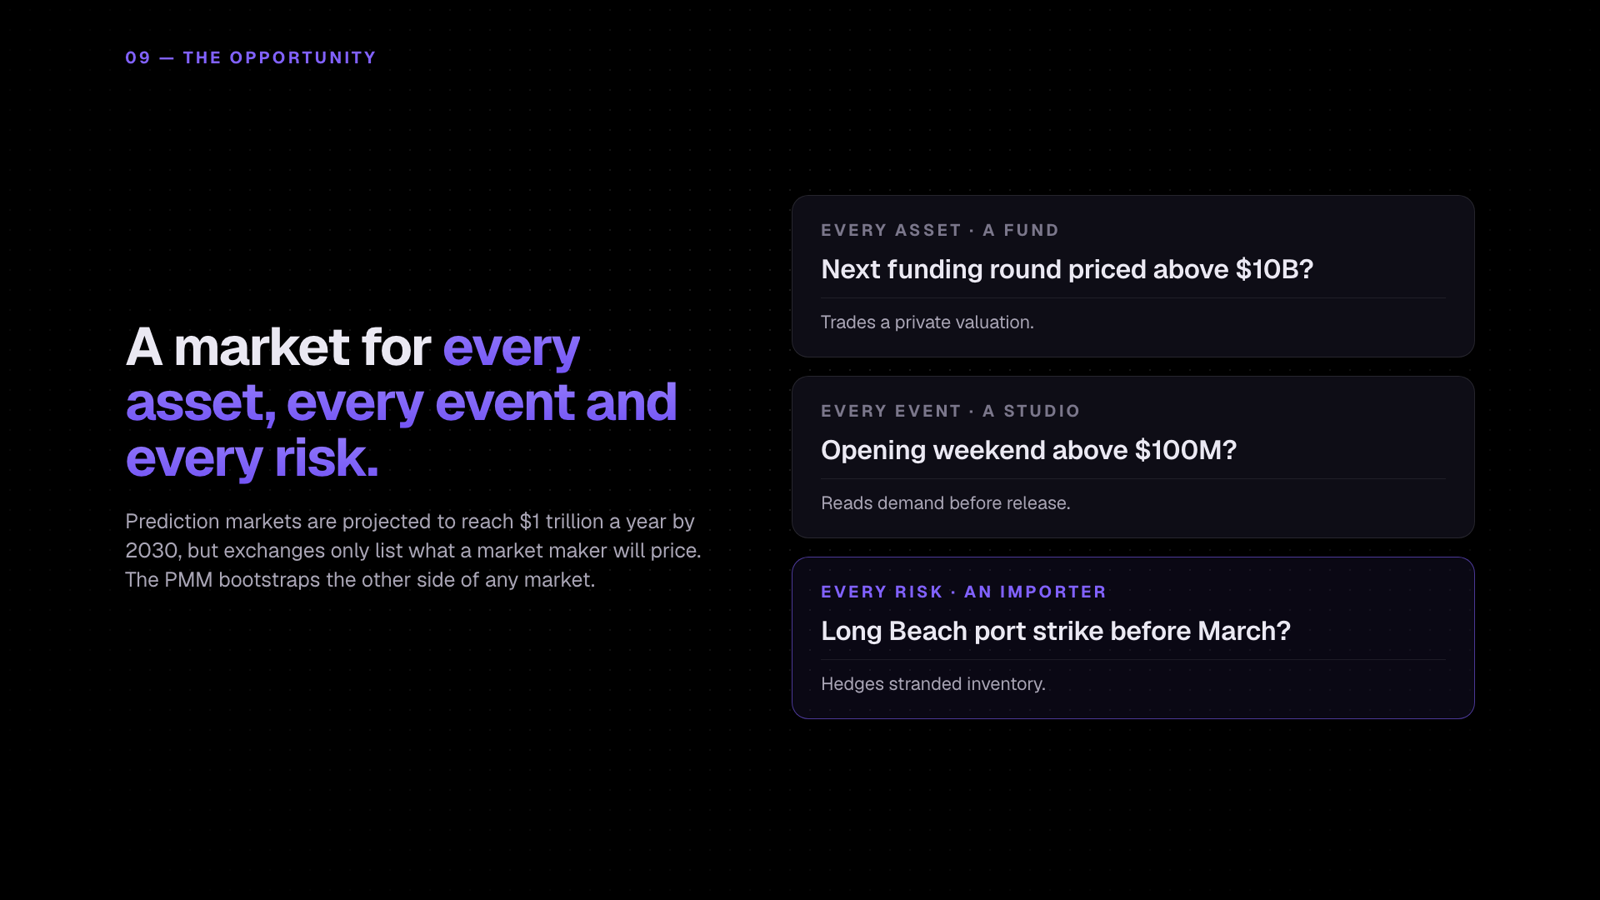 09 — THE OPPORTUNITY
A market for every
asset, every event and
every risk.
Prediction markets are projected to reach $1 trillion a year by
2030, but exchanges only list what a market maker will price.
The PMM bootstraps the other side of any market.
EVERY ASSET · A FUND
Next funding round priced above $10B?
Trades a private valuation.
EVERY EVENT · A STUDIO
Opening weekend above $100M?
Reads demand before release.
EVERY RISK · AN IMPORTER
Long Beach port strike before March?
Hedges stranded inventory.